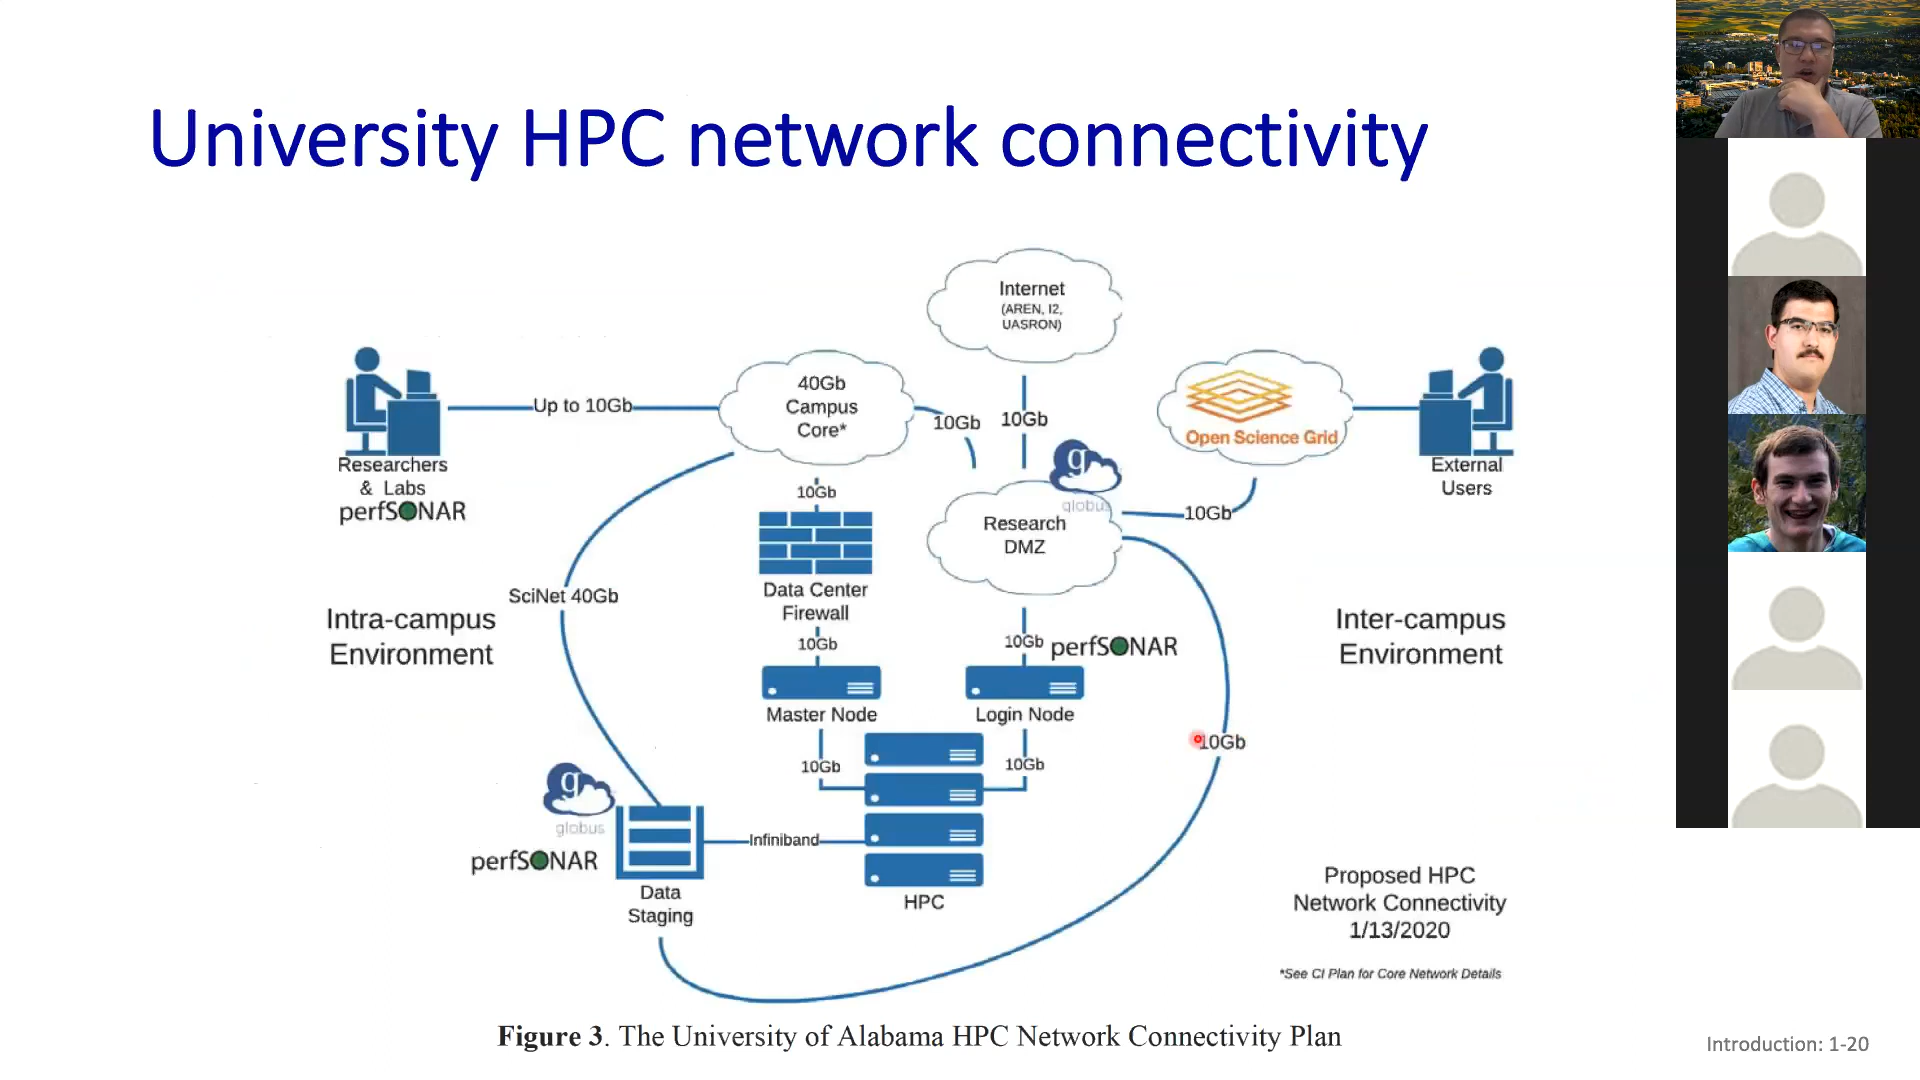 University HPC network connectivity
Internet
(AREN, I2,
UASRON)
40Gb
Campus
Core*
Up to 10Gb
10Gb
10Gb
Open Science Grid
Researchers
& Labs
perfSONAR
External
Users
10Gb
g
globus
Research
DMZ
10Gb
Data Center
Firewall
SciNet 40Gb
Intra-campus
Environment
Inter-campus
Environment
10Gb
10Gb
perfSONAR
Master Node
Login Node
10Gb
10Gb
10Gb
g
globus
perfSONAR
Infiniband
Data
Staging
HPC
Proposed HPC
Network Connectivity
1/13/2020
*See CI Plan for Core Network Details
Figure 3. The University of Alabama HPC Network Connectivity Plan
Introduction: 1-20